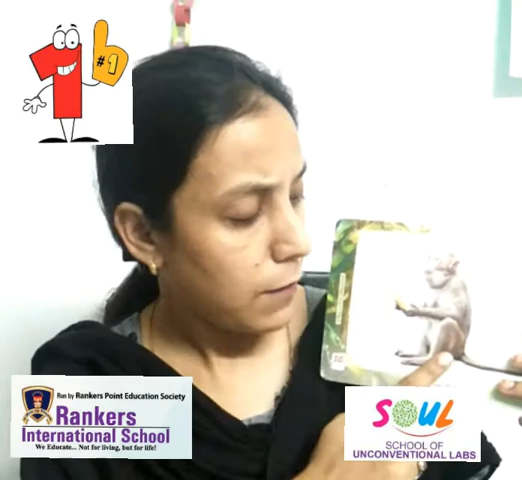 #1
Run by Rankers Point Education Society
Rankers
International School
We Educate... Not for living, but for life!
SOUL
SCHOOL OF
UNCONVENTIONAL LABS